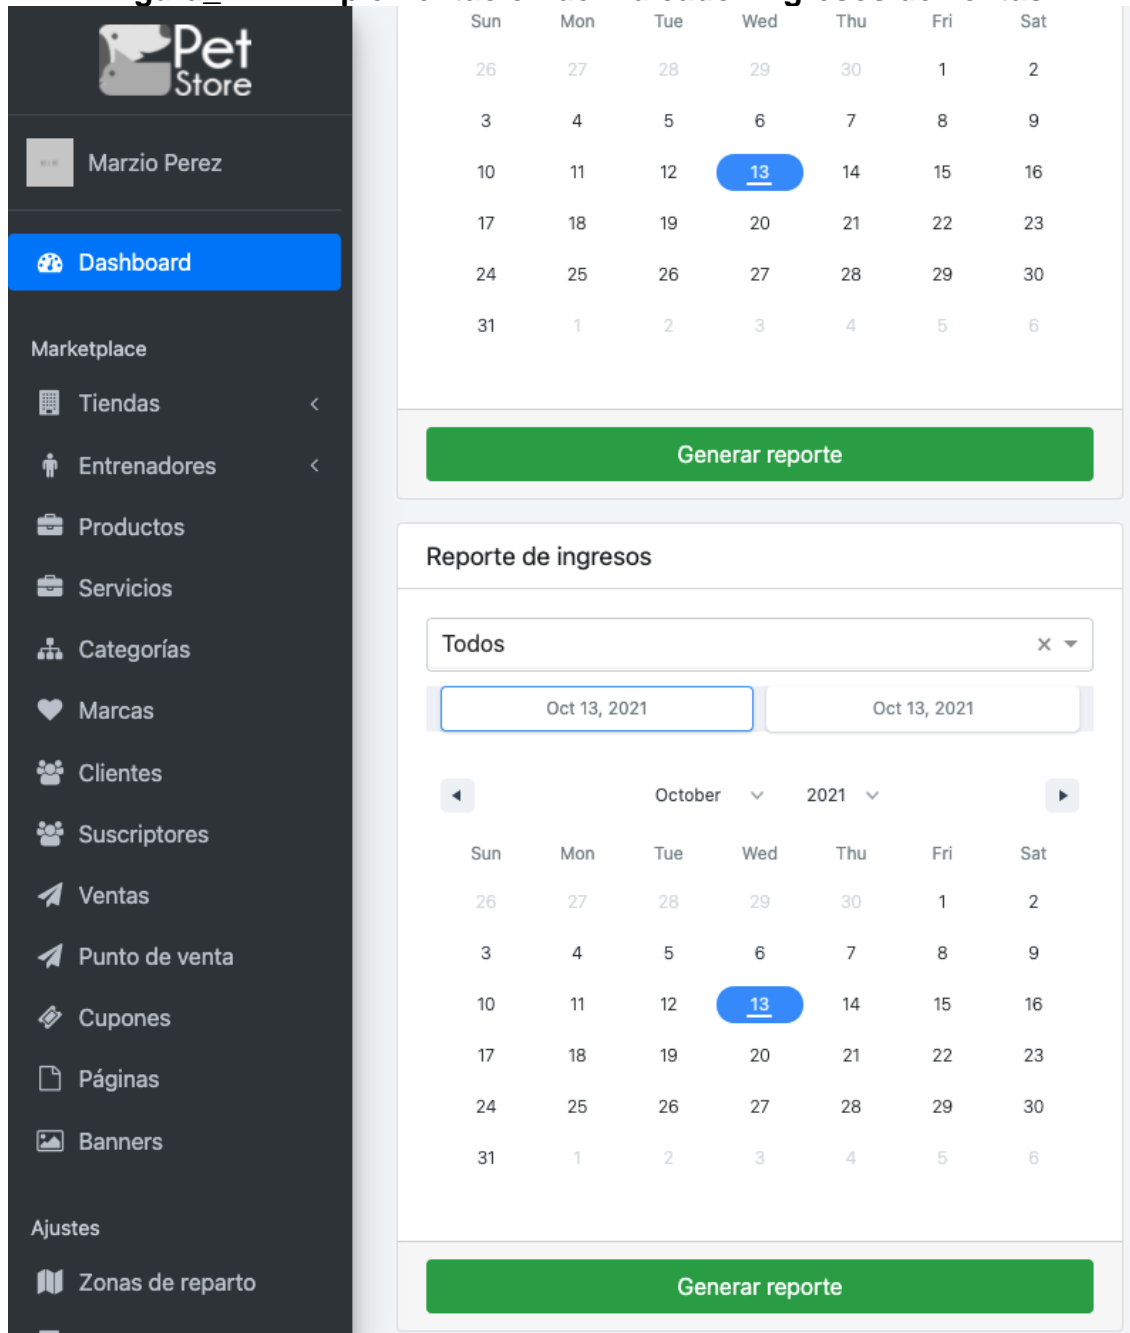 Pet
Store
Marzio Perez
Dashboard
Marketplace
Tiendas
Entrenadores
Productos
Servicios
Categorías
Marcas
Clientes
Suscriptores
Ventas
Punto de venta
Cupones
Páginas
Banners
Ajustes
Zonas de reparto
Sun Mon Tue Wed Thu Fri Sat
26 27 28 29 30 1 2
3 4 5 6 7 8 9
10 11 12 13 14 15 16
17 18 19 20 21 22 23
24 25 26 27 28 29 30
31 1 2 3 4 5 6
Generar reporte
Reporte de ingresos
Todos
Oct 13, 2021 Oct 13, 2021
October 2021
Sun Mon Tue Wed Thu Fri Sat
26 27 28 29 30 1 2
3 4 5 6 7 8 9
10 11 12 13 14 15 16
17 18 19 20 21 22 23
24 25 26 27 28 29 30
31 1 2 3 4 5 6
Generar reporte